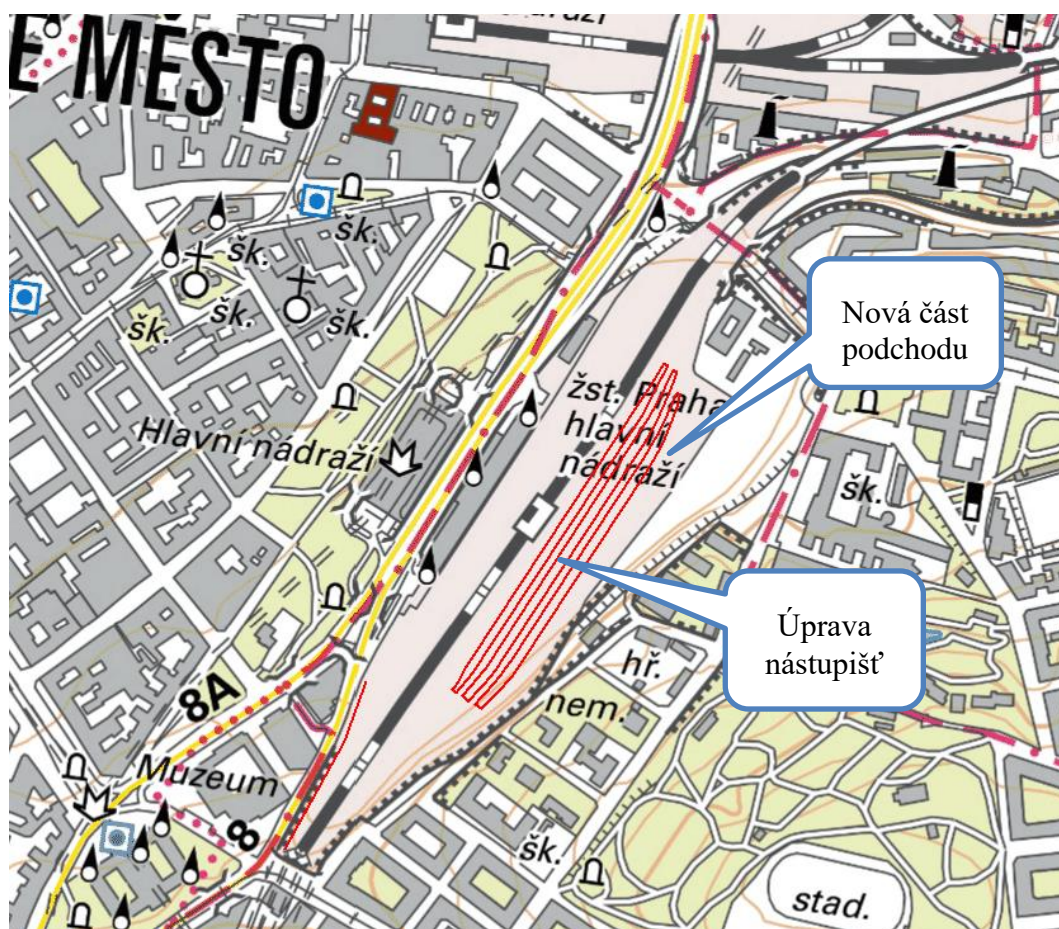 É MĚSTO
šk.
šk.
šk.
šk.
šk.
Hlavní nádraží
žst. Praha
hlavní
nádraží
Nová část
podchodu
šk.
Úprava
nástupišť
hř.
nem.
8A
Muzeum
8
šk.
stad.